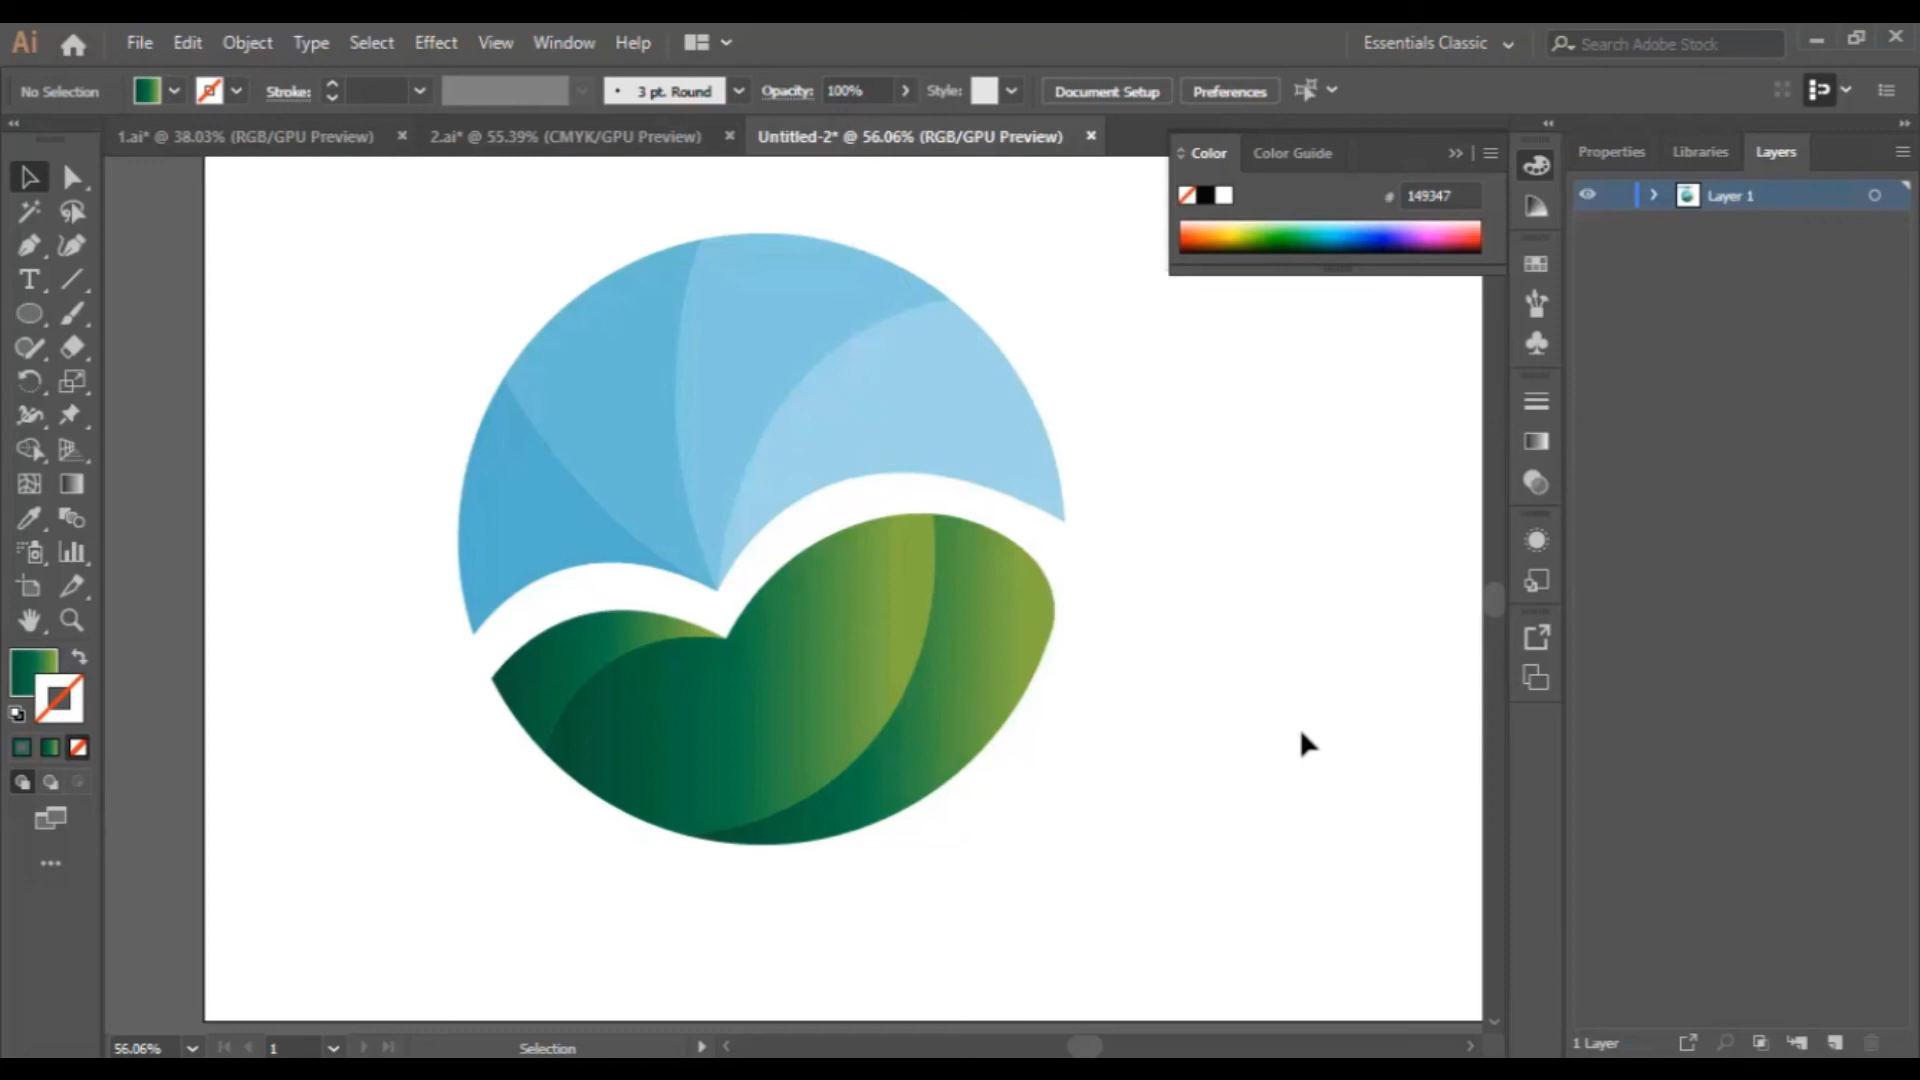 Ai File Edit Object Type Select Effect View Window Help Essentials Classic Search Adobe Stock
No Selection Stroke: 3 pt. Round Opacity: 100% Style: Document Setup Preferences
1.ai* @ 38.03% (RGB/GPU Preview) 2.ai* @ 55.39% (CMYK/GPU Preview) Untitled-2* @ 56.06% (RGB/GPU Preview)
Color Color Guide Properties Libraries Layers
# 149347 Layer 1
56.06% 1 Selection 1 Layer